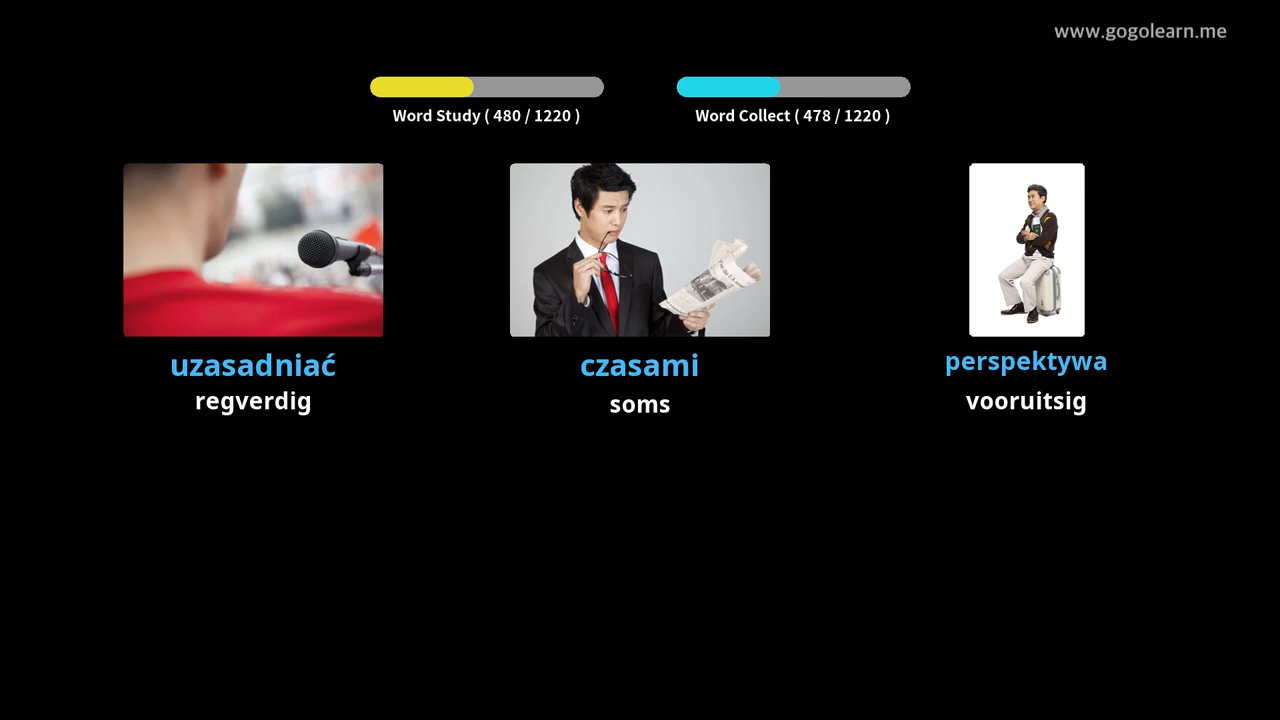 www.gogolearn.me
Word Study ( 480 / 1220 )
Word Collect ( 478 / 1220 )
uzasadniać
regverdig
czasami
soms
perspektywa
vooruitsig